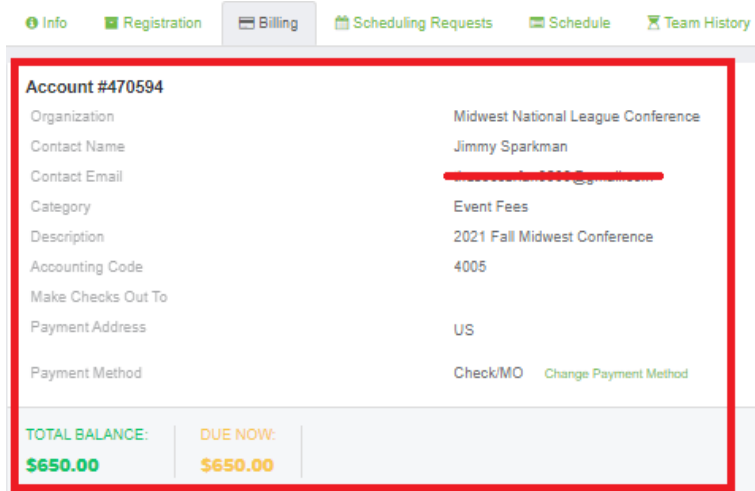 Info Registration Billing Scheduling Requests Schedule Team History
Account #470594
Organization Midwest National League Conference
Contact Name Jimmy Sparkman
Contact Email
Category Event Fees
Description 2021 Fall Midwest Conference
Accounting Code 4005
Make Checks Out To
Payment Address US
Payment Method Check/MO Change Payment Method
TOTAL BALANCE: DUE NOW:
$650.00 $650.00